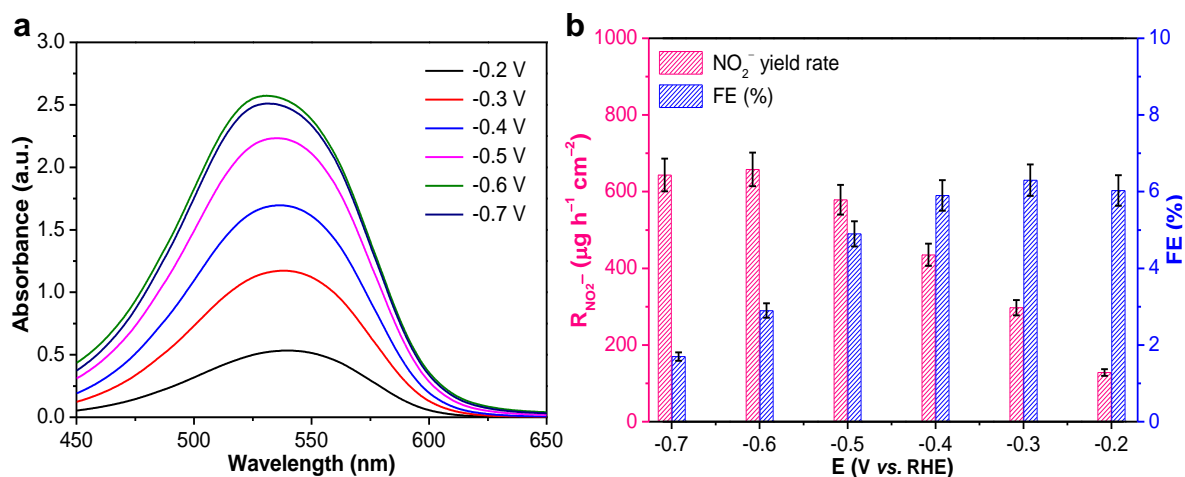 a
3.0
2.5
2.0
1.5
1.0
0.5
0.0
Absorbance (a.u.)
-0.2 V
-0.3 V
-0.4 V
-0.5 V
-0.6 V
-0.7 V
450 500 550 600 650
Wavelength (nm)
b
1000
800
600
400
200
0
R_NO2⁻ (μg h⁻¹ cm⁻²)
NO₂⁻ yield rate
FE (%)
10
8
6
4
2
0
FE (%)
-0.7 -0.6 -0.5 -0.4 -0.3 -0.2
E (V vs. RHE)